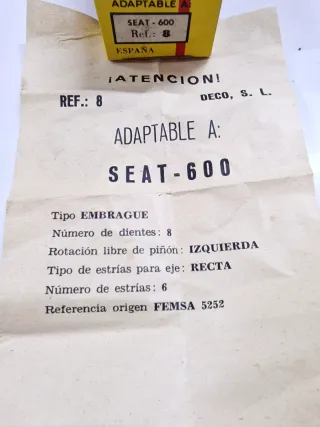 ADAPTABLE A:
SEAT - 600
Ref.: 8
ESPAÑA
¡ATENCION!
REF.: 8 DECO, S. L.
ADAPTABLE A:
SEAT-600
Tipo EMBRAGUE
Número de dientes: 8
Rotación libre de piñón: IZQUIERDA
Tipo de estrías para eje: RECTA
Número de estrías: 6
Referencia origen FEMSA 5252